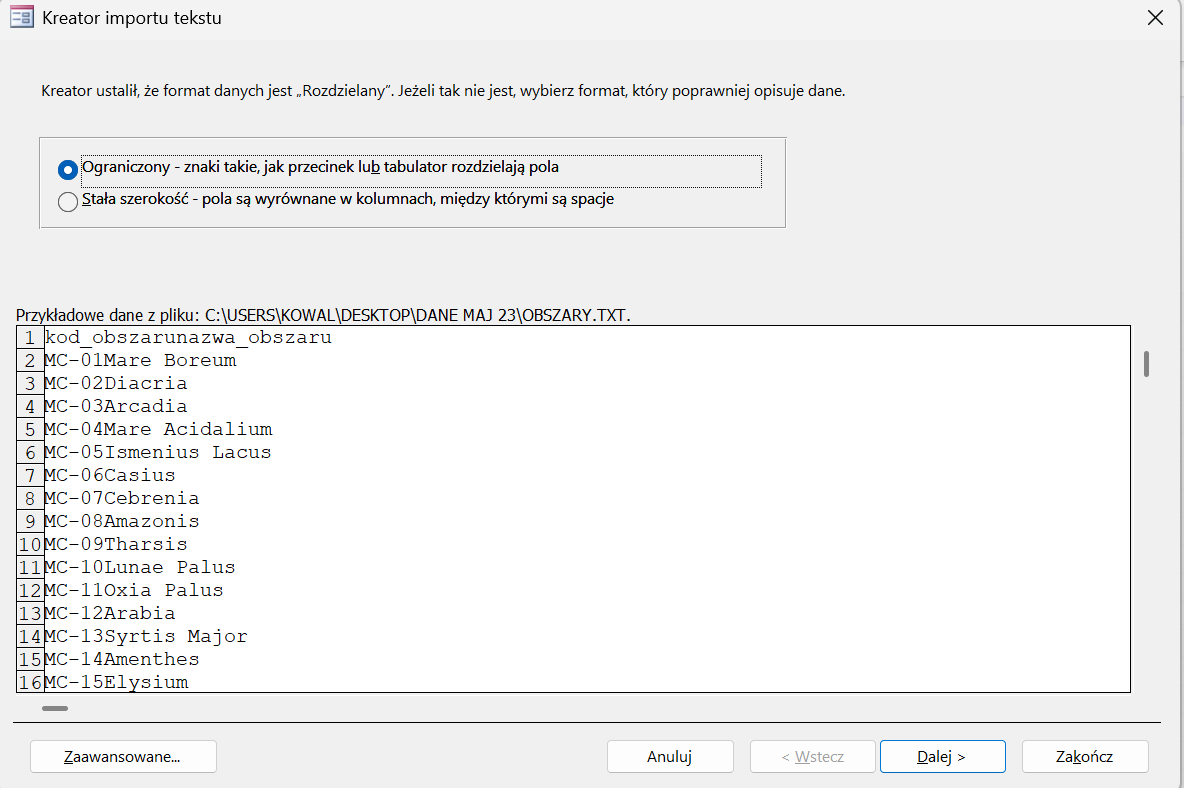 Kreator importu tekstu
Kreator ustalił, że format danych jest „Rozdzielany”. Jeżeli tak nie jest, wybierz format, który poprawniej opisuje dane.
Ograniczony - znaki takie, jak przecinek lub tabulator rozdzielają pola
Stała szerokość - pola są wyrównane w kolumnach, między którymi są spacje
Przykładowe dane z pliku: C:\USERS\KOWAL\DESKTOP\DANE MAJ 23\OBSZARY.TXT.
1 kod_obszarunazwa_obszaru
2 MC-01Mare Boreum
3 MC-02Diacria
4 MC-03Arcadia
5 MC-04Mare Acidalium
6 MC-05Ismenius Lacus
7 MC-06Casius
8 MC-07Cebrenia
9 MC-08Amazonis
10 MC-09Tharsis
11 MC-10Lunae Palus
12 MC-11Oxia Palus
13 MC-12Arabia
14 MC-13Syrtis Major
15 MC-14Amenthes
16 MC-15Elysium
Zaawansowane... Anuluj < Wstecz Dalej > Zakończ